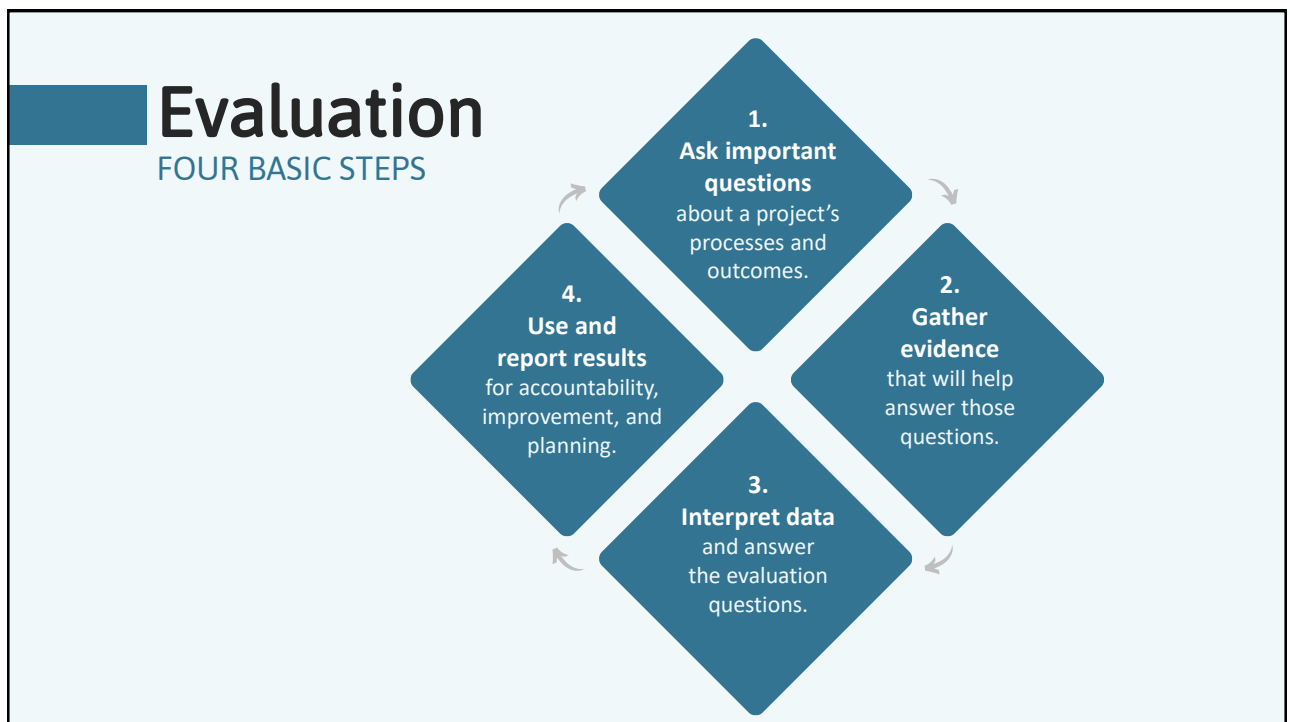 Evaluation
FOUR BASIC STEPS
1.
Ask important
questions
about a project’s
processes and
outcomes.
2.
Gather
evidence
that will help
answer those
questions.
3.
Interpret data
and answer
the evaluation
questions.
4.
Use and
report results
for accountability,
improvement, and
planning.